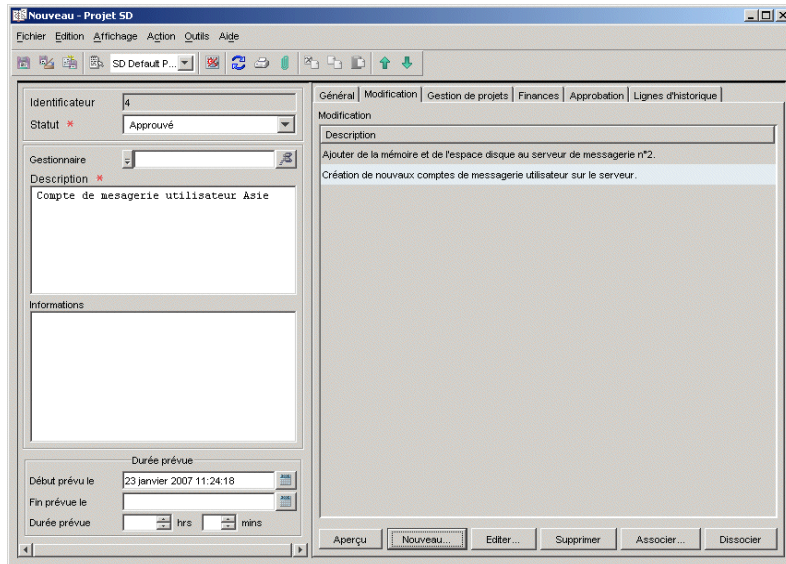 Nouveau - Projet SD
Fichier Edition Affichage Action Outils Aide
SD Default P...
Identificateur 4
Statut * Approuvé
Gestionnaire
Description *
Compte de mesagerie utilisateur Asie
Informations
Durée prévue
Début prévu le 23 janvier 2007 11:24:18
Fin prévue le
Durée prévue hrs mins
Général Modification Gestion de projets Finances Approbation Lignes d'historique
Modification
Description
Ajouter de la mémoire et de l'espace disque au serveur de messagerie n°2.
Création de nouvaux comptes de messagerie utilisateur sur le serveur.
Aperçu Nouveau... Editer... Supprimer Associer... Dissocier